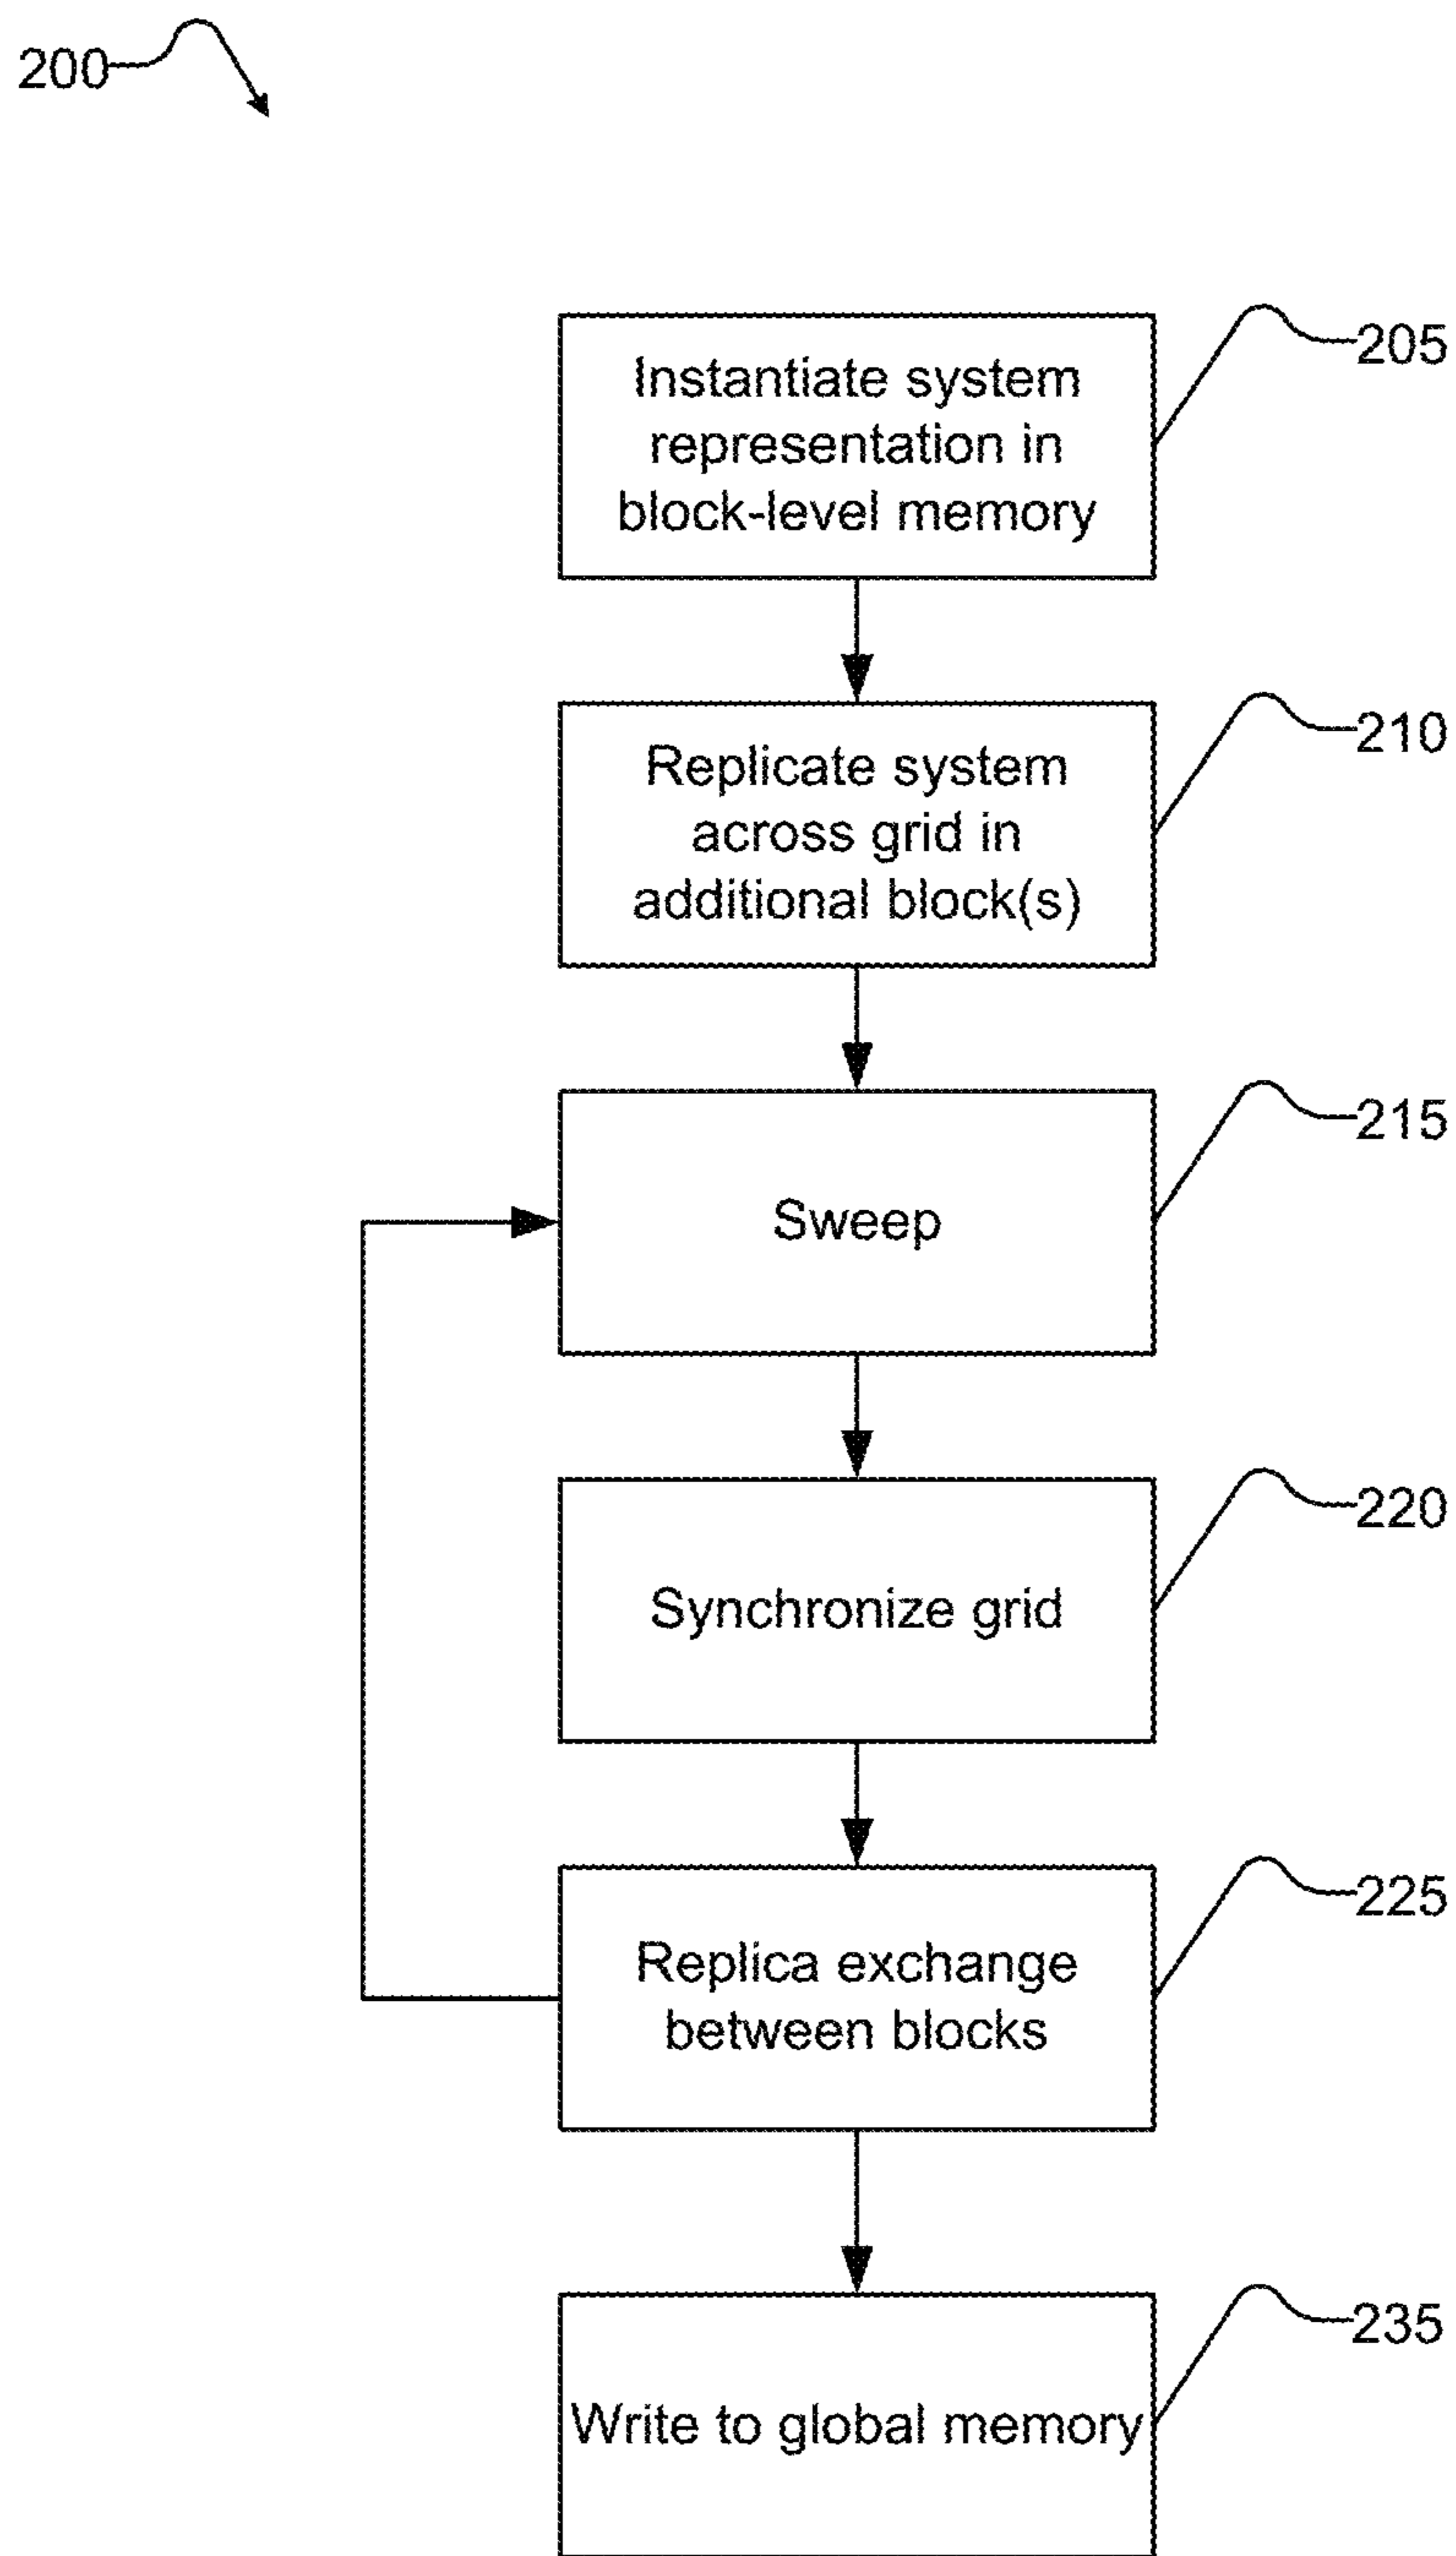 200
Instantiate system
205
representation in
block-level memory
Replicate system
210
across grid in
additional block(s)
215
Sweep
220
Synchronize grid
225
Replica exchange
between blocks
235
Write to global memory